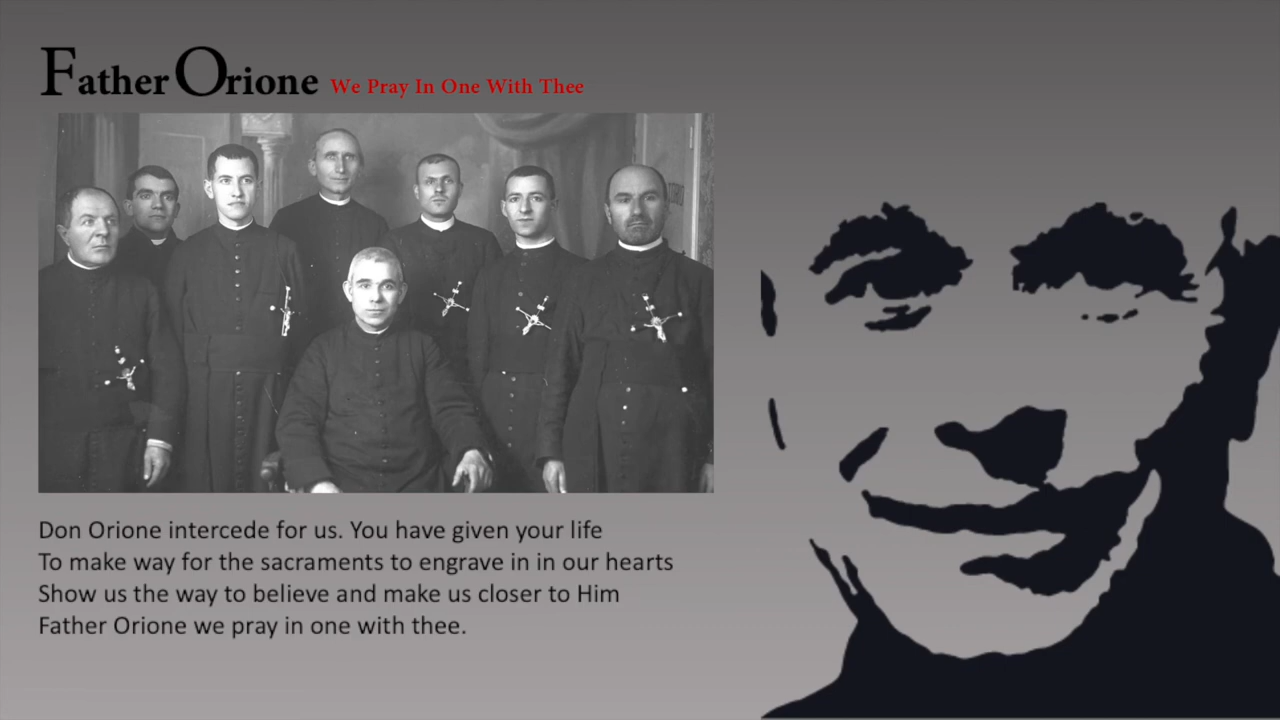 Father Orione We Pray In One With Thee
Don Orione intercede for us. You have given your life
To make way for the sacraments to engrave in in our hearts
Show us the way to believe and make us closer to Him
Father Orione we pray in one with thee.